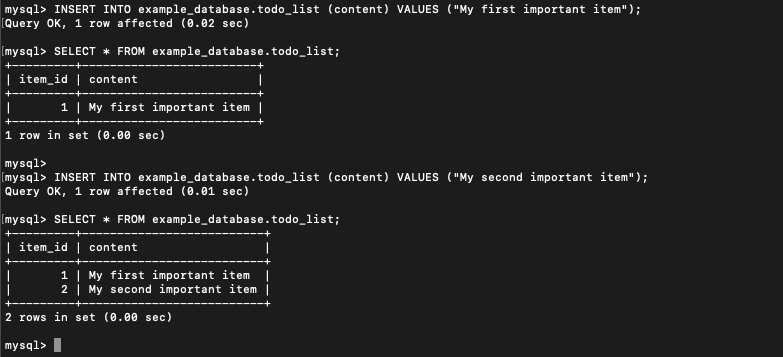 mysql> INSERT INTO example_database.todo_list (content) VALUES ("My first important item");
Query OK, 1 row affected (0.02 sec)

mysql> SELECT * FROM example_database.todo_list;
+---------+-------------------------+
| item_id | content                 |
+---------+-------------------------+
|       1 | My first important item |
+---------+-------------------------+
1 row in set (0.00 sec)

mysql>
mysql> INSERT INTO example_database.todo_list (content) VALUES ("My second important item");
Query OK, 1 row affected (0.01 sec)

mysql> SELECT * FROM example_database.todo_list;
+---------+--------------------------+
| item_id | content                  |
+---------+--------------------------+
|       1 | My first important item  |
|       2 | My second important item |
+---------+--------------------------+
2 rows in set (0.00 sec)

mysql>